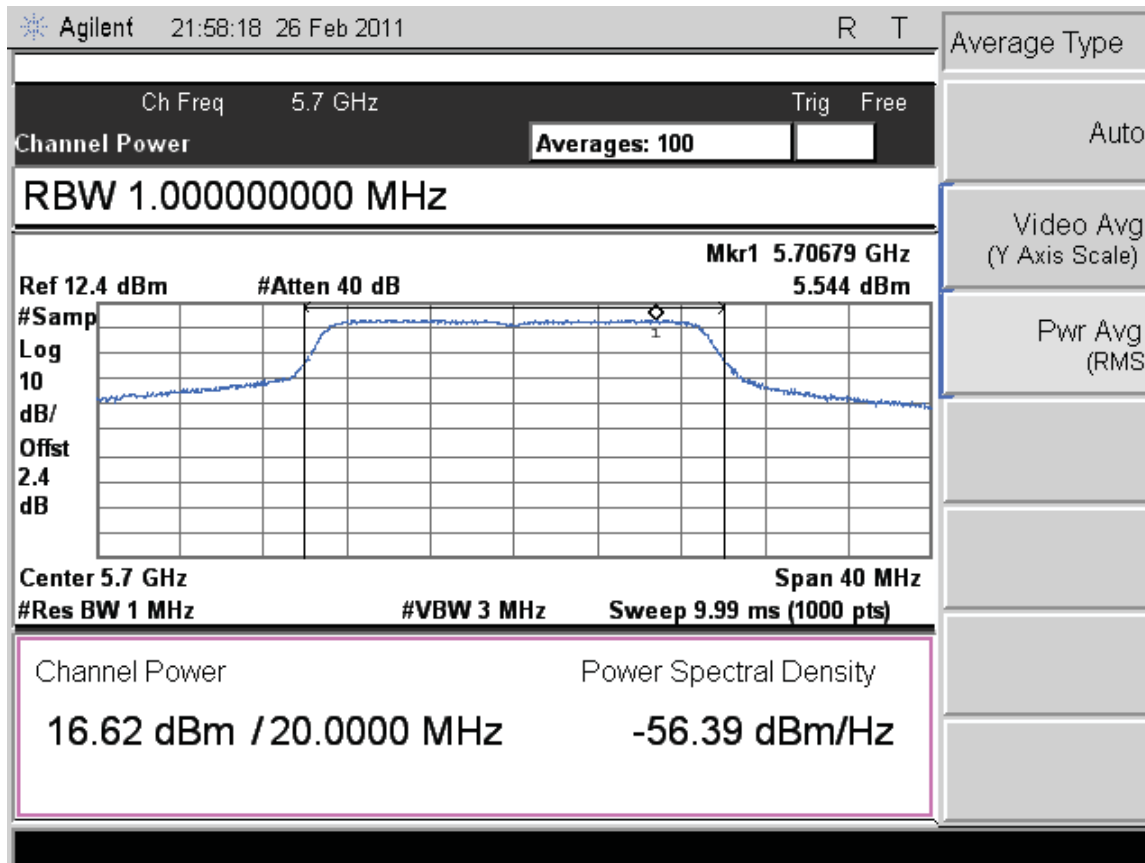 Agilent 21:58:18 26 Feb 2011 R T
Average Type
Ch Freq 5.7 GHz Trig Free
Channel Power Averages: 100
Auto
RBW 1.000000000 MHz
Video Avg
(Y Axis Scale)
Mkr1 5.70679 GHz
Ref 12.4 dBm #Atten 40 dB 5.544 dBm
#Samp
Log
10
dB/
Offst
2.4
dB
1
Pwr Avg
(RMS
Center 5.7 GHz Span 40 MHz
#Res BW 1 MHz #VBW 3 MHz Sweep 9.99 ms (1000 pts)
Channel Power Power Spectral Density
16.62 dBm / 20.0000 MHz -56.39 dBm/Hz